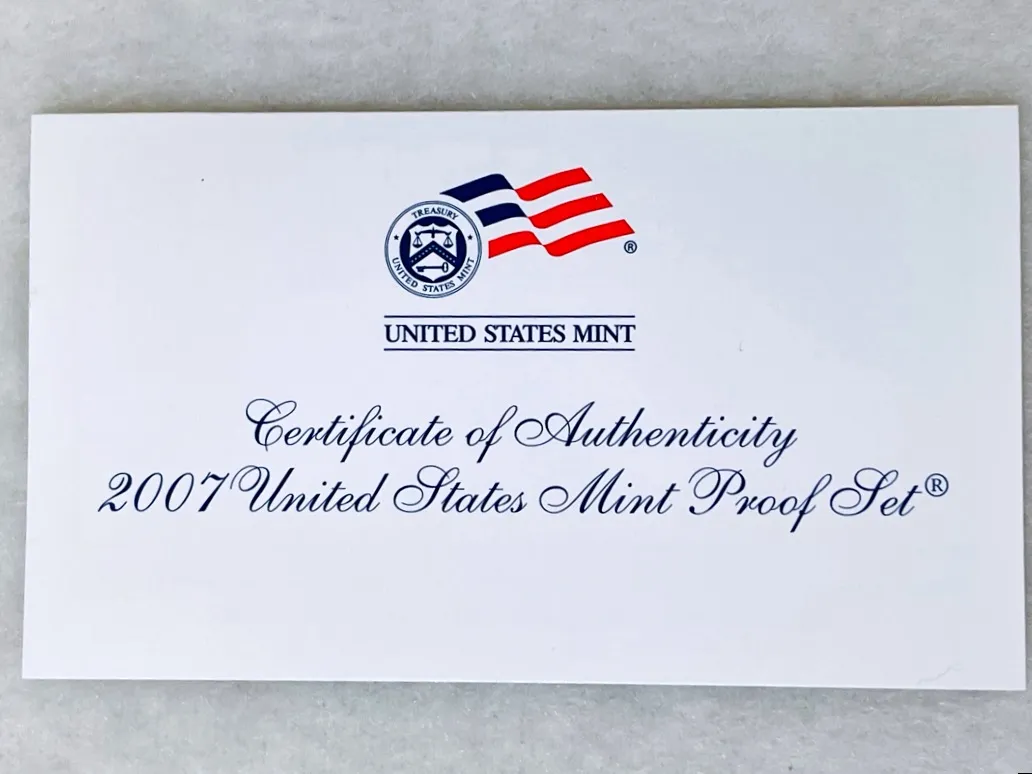 TREASURY
UNITED STATES MINT
®
UNITED STATES MINT
Certificate of Authenticity
2007 United States Mint Proof Set®